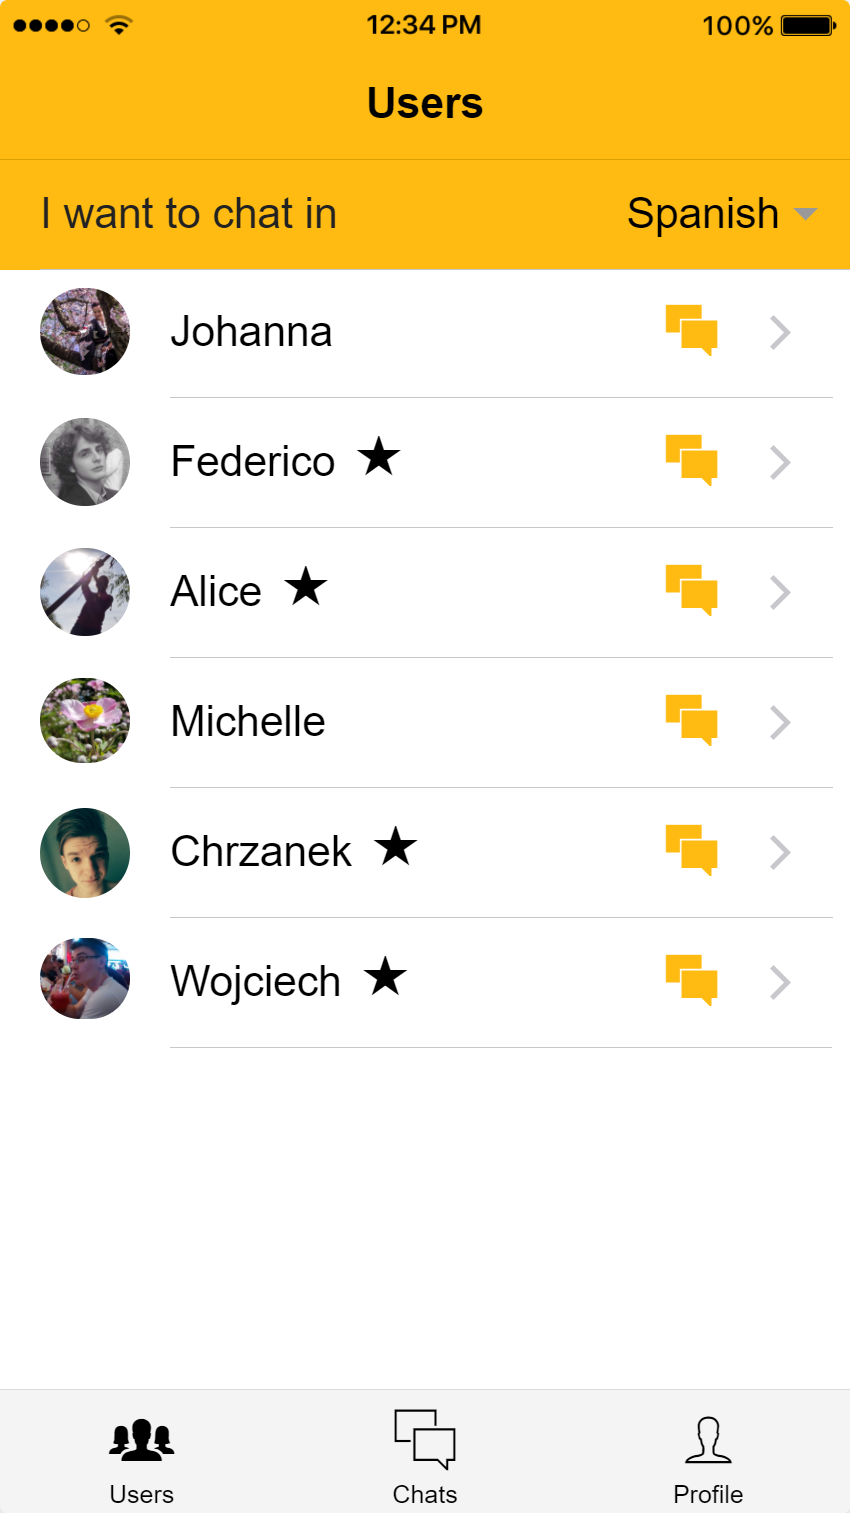 12:34 PM 100%
Users
I want to chat in Spanish
Johanna
Federico
Alice
Michelle
Chrzanek
Wojciech
Users Chats Profile